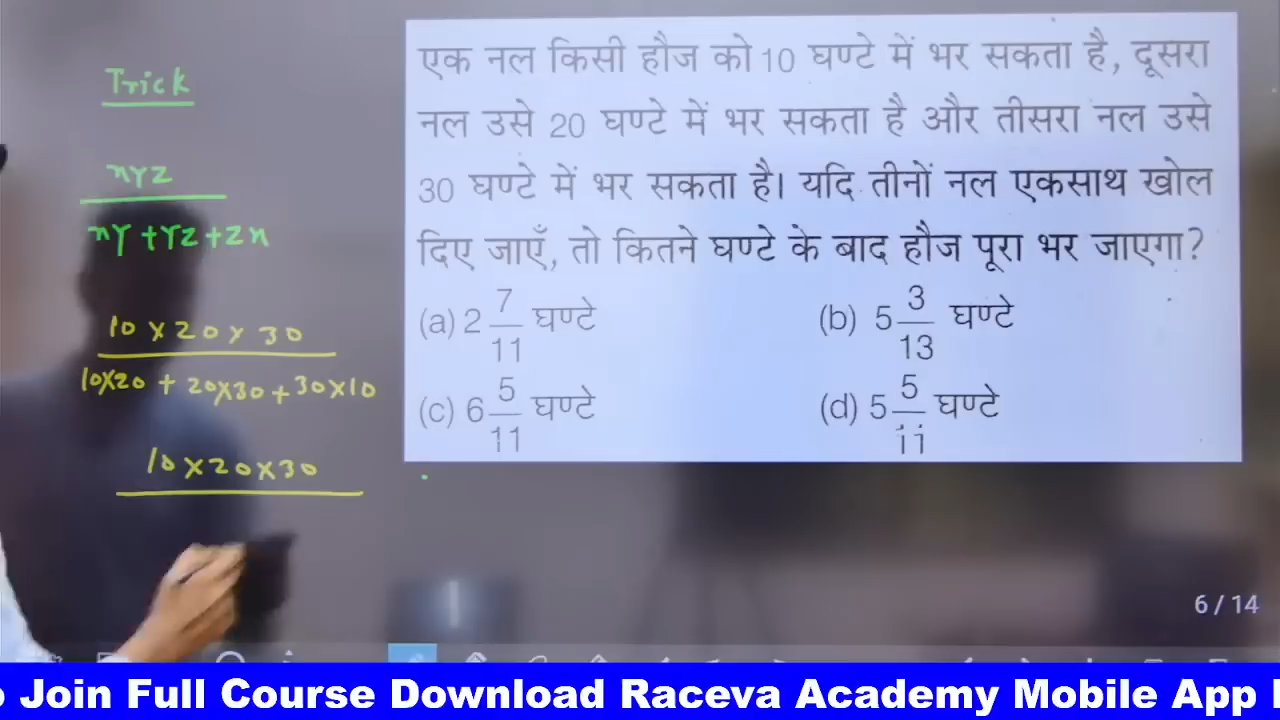 Trick
xyz
xy + yz + zx
10 × 20 × 30
10×20 + 20×30 + 30×10
10×20×30
एक नल किसी हौज को 10 घण्टे में भर सकता है, दूसरा
नल उसे 20 घण्टे में भर सकता है और तीसरा नल उसे
30 घण्टे में भर सकता है। यदि तीनों नल एकसाथ खोल
दिए जाएँ, तो कितने घण्टे के बाद हौज पूरा भर जाएगा?
(a) 2 7/11 घण्टे (b) 5 3/13 घण्टे
(c) 6 5/11 घण्टे (d) 5 5/11 घण्टे
6 / 14
Join Full Course Download Raceva Academy Mobile App